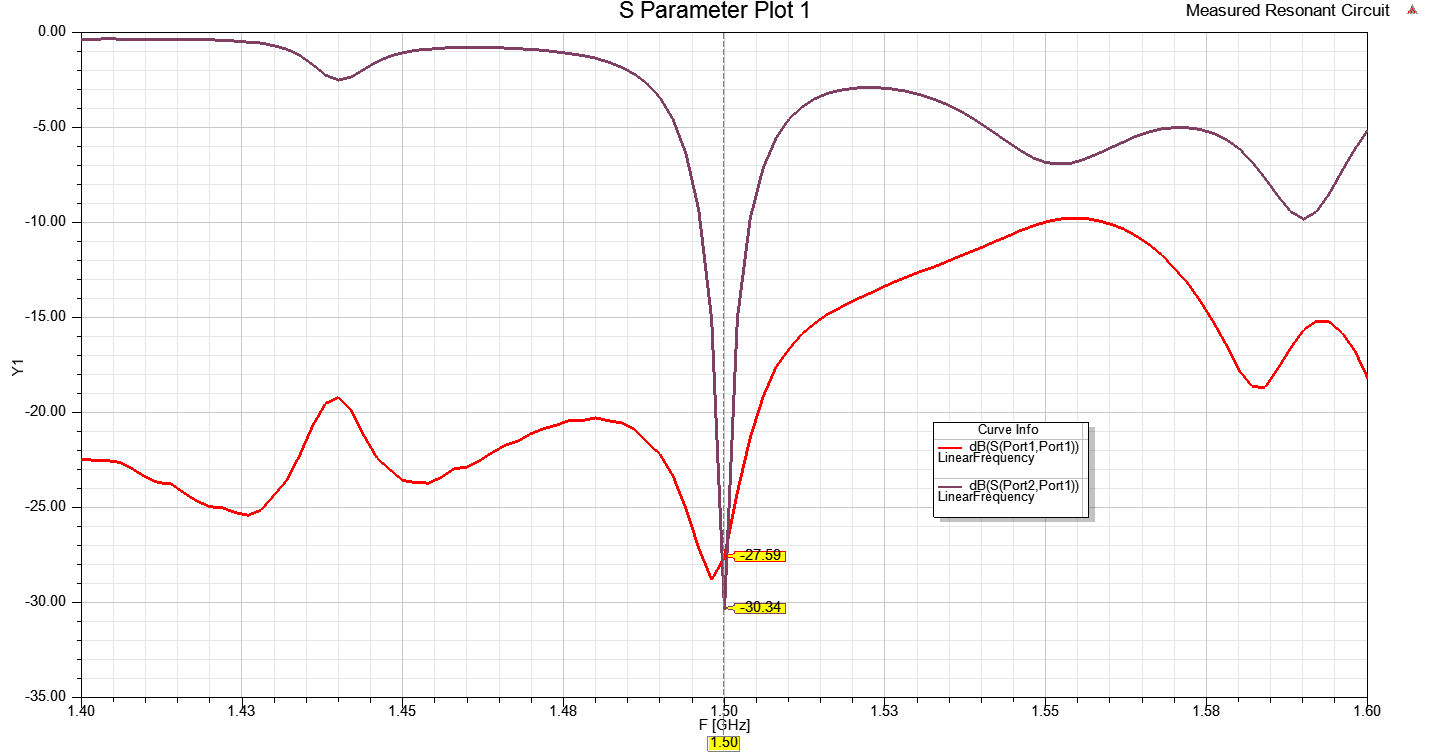 S Parameter Plot 1
Measured Resonant Circuit
0.00
-5.00
-10.00
-15.00
-20.00
-25.00
-30.00
-35.00
Y1
Curve Info
dB(S(Port1,Port1))
LinearFrequency
dB(S(Port2,Port1))
LinearFrequency
-27.59
-30.34
1.40 1.43 1.45 1.48 1.50 1.53 1.55 1.58 1.60
F [GHz]
1.50